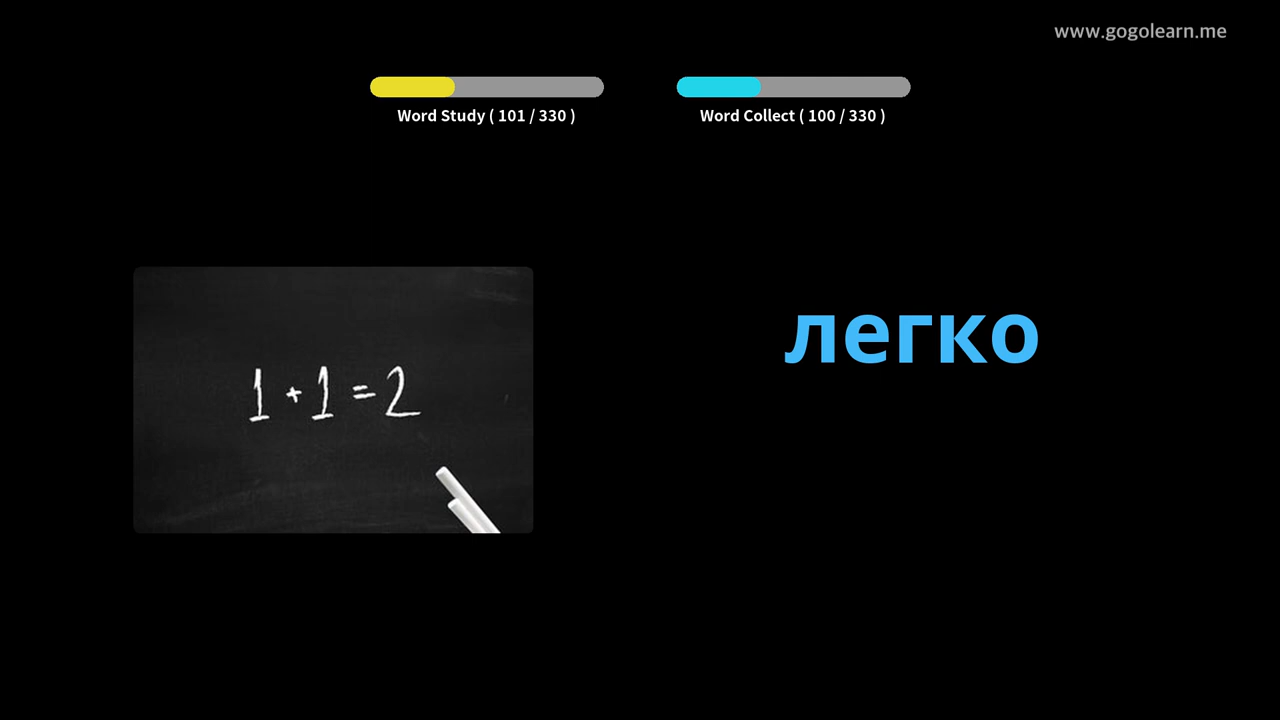 www.gogolearn.me
Word Study ( 101 / 330 )
Word Collect ( 100 / 330 )
легко
1 + 1 = 2